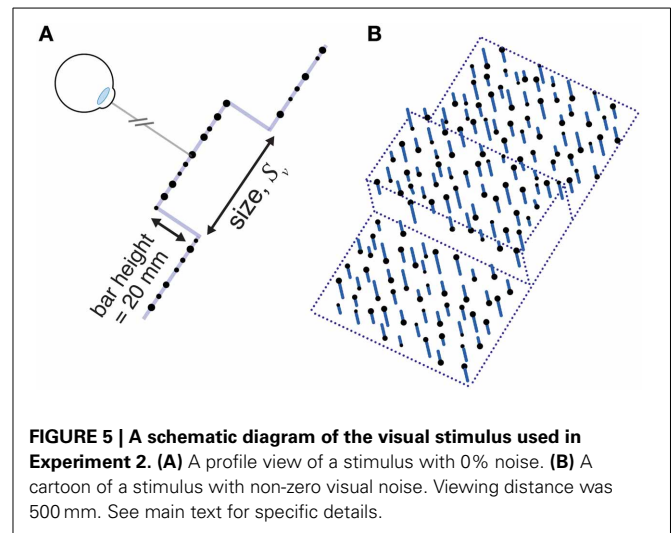 A
B
size, Sv
bar height
= 20 mm
FIGURE 5 | A schematic diagram of the visual stimulus used in
Experiment 2. (A) A profile view of a stimulus with 0% noise. (B) A
cartoon of a stimulus with non-zero visual noise. Viewing distance was
500 mm. See main text for specific details.